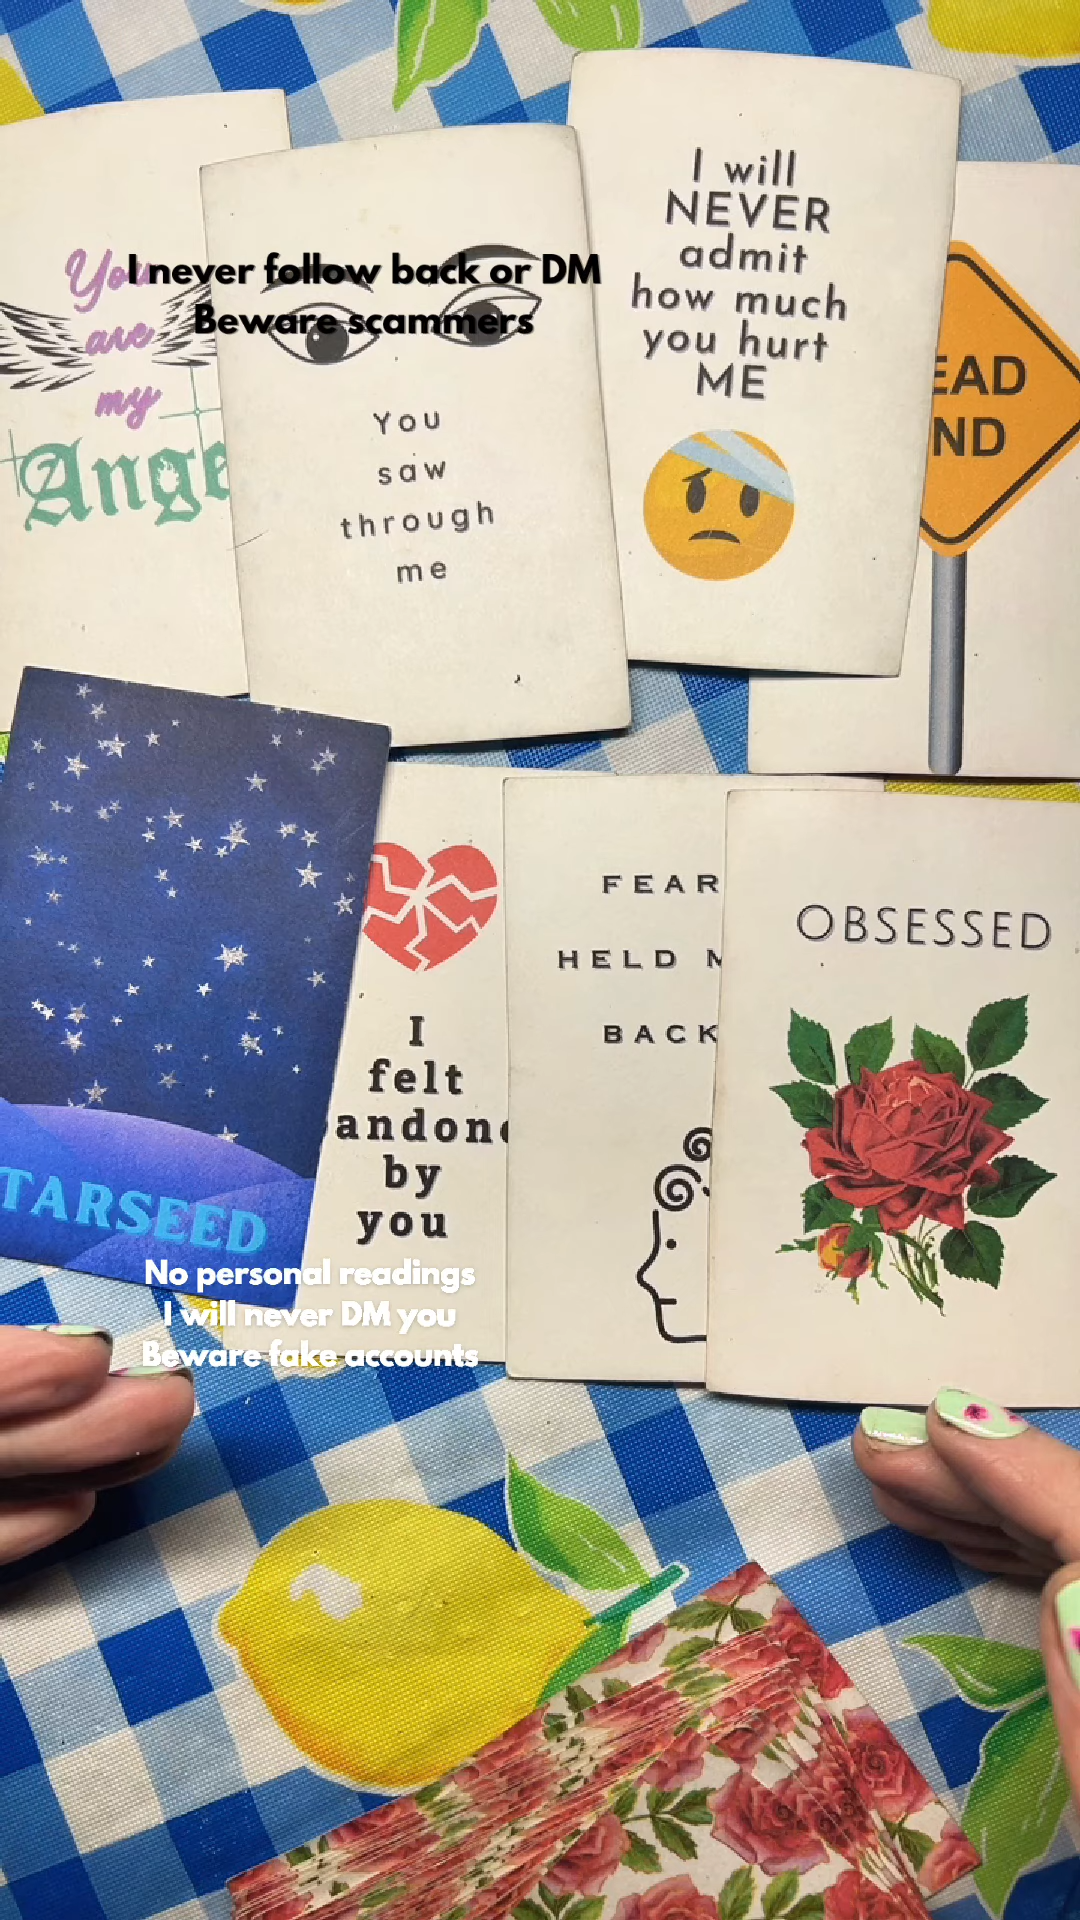 I never follow back or DM
Beware scammers
You
are
my
Ange
You
saw
through
me
I will
NEVER
admit
how much
you hurt
ME
EAD
ND
TARSEED
I
felt
andon
by
you
FEAR
HELD M
BACK
OBSESSED
No personal readings
I will never DM you
Beware fake accounts